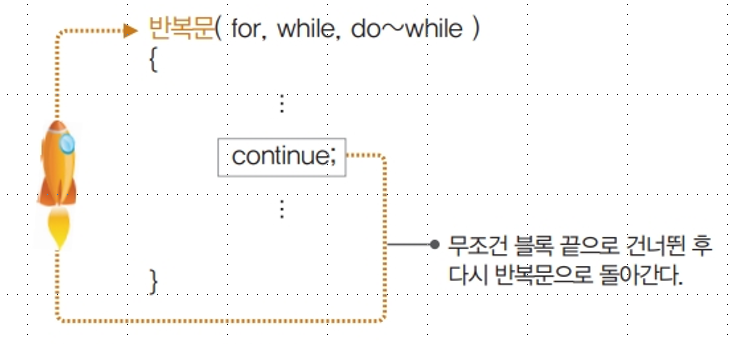 반복문( for, while, do~while )
{
⋮
continue;
⋮
무조건 블록 끝으로 건너뛴 후
다시 반복문으로 돌아간다.
}